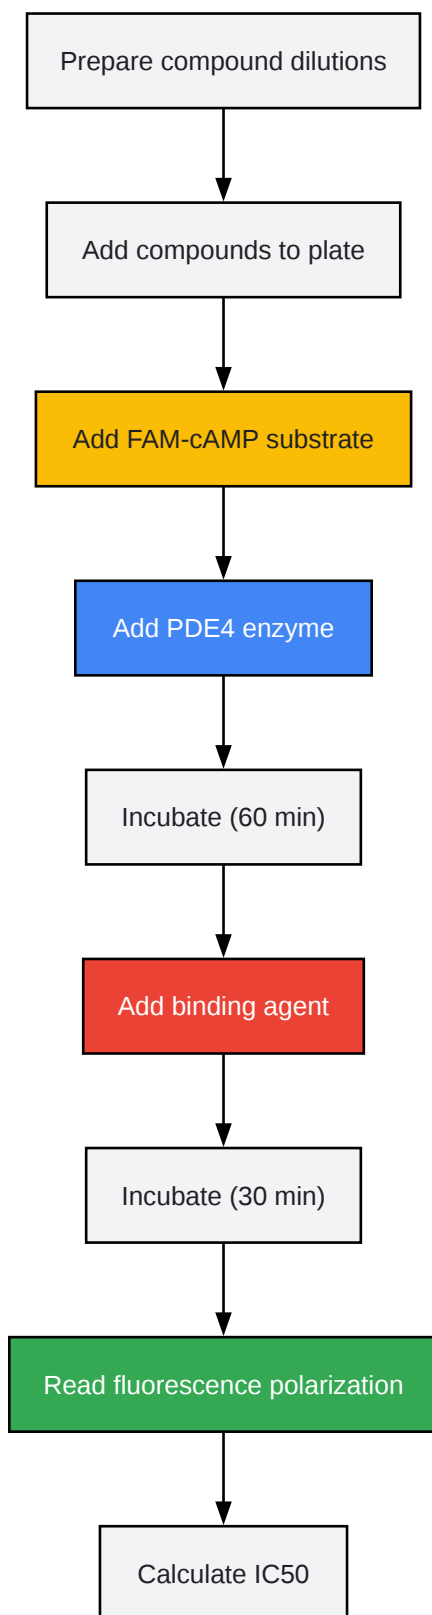 Prepare compound dilutions
Add compounds to plate
Add FAM-cAMP substrate
Add PDE4 enzyme
Incubate (60 min)
Add binding agent
Incubate (30 min)
Read fluorescence polarization
Calculate IC50